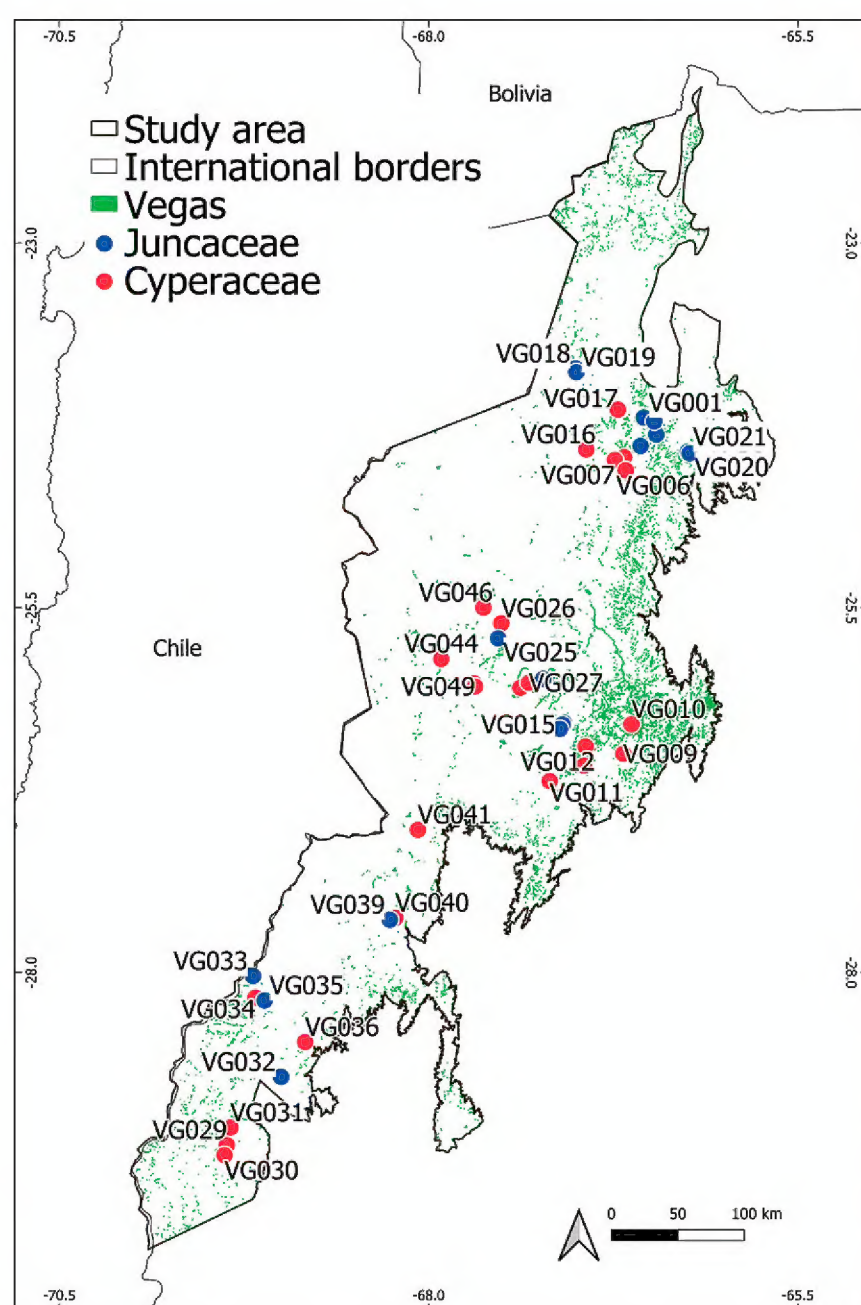 -70.5 -68.0 -65.5
Bolivia
Study area
International borders
Vegas
Juncaceae
Cyperaceae
-23.0 -23.0
VG018 VG019
VG017 VG001
VG016 VG021
VG007 VG006 VG020
VG046 VG026
-25.5 -25.5
Chile
VG044 VG025
VG049 VG027
VG015 VG010
VG012 VG009
VG011
VG041
VG039 VG040
-28.0 -28.0
VG033
VG034 VG035
VG036
VG032
VG031
VG029
VG030
0 50 100 km
-70.5 -68.0 -65.5